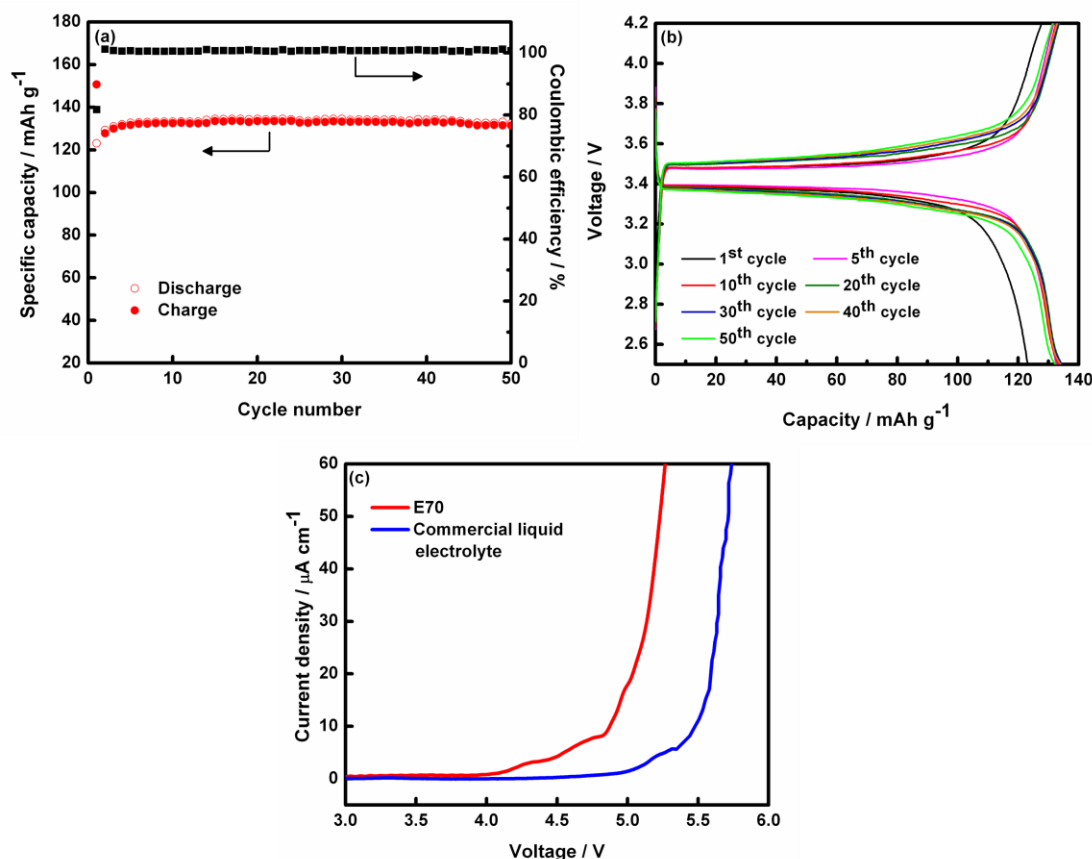 (a)
180
160
140
120
100
80
60
40
20
Specific capacity / mAh g-1
100
80
60
40
20
0
Coulombic efficiency / %
Discharge
Charge
0 10 20 30 40 50
Cycle number
(b)
4.2
3.9
3.6
3.4
3.2
3.0
2.8
2.6
Voltage / V
1st cycle 5th cycle
10th cycle 20th cycle
30th cycle 40th cycle
50th cycle
0 20 40 60 80 100 120 140
Capacity / mAh g-1
(c)
60
50
40
30
20
10
0
Current density / μA cm-1
E70
Commercial liquid
electrolyte
3.0 3.5 4.0 4.5 5.0 5.5 6.0
Voltage / V